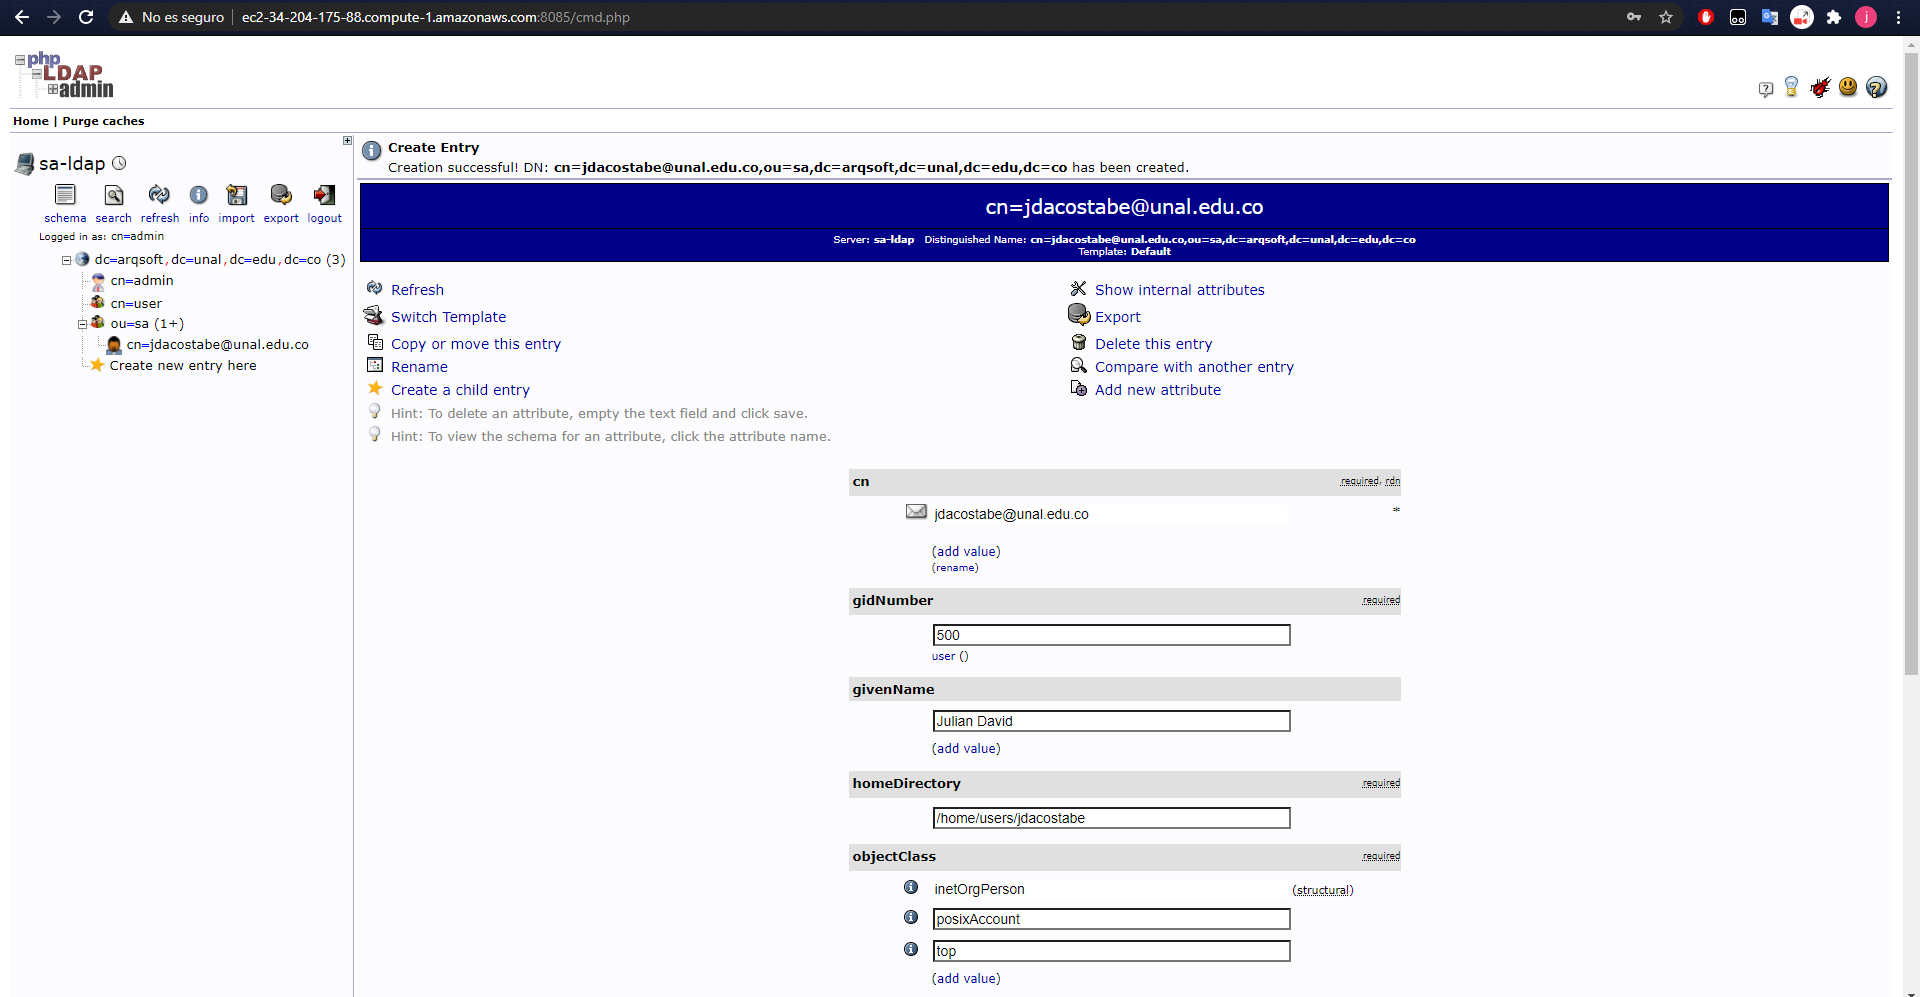 No es seguro | ec2-34-204-175-88.compute-1.amazonaws.com:8085/cmd.php
php
LDAP
admin
Home | Purge caches
sa-ldap
schema search refresh info import export logout
Logged in as: cn=admin
dc=arqsoft,dc=unal,dc=edu,dc=co (3)
cn=admin
cn=user
ou=sa (1+)
cn=jdacostabe@unal.edu.co
Create new entry here
Create Entry
Creation successful! DN: cn=jdacostabe@unal.edu.co,ou=sa,dc=arqsoft,dc=unal,dc=edu,dc=co has been created.
cn=jdacostabe@unal.edu.co
Server: sa-ldap Distinguished Name: cn=jdacostabe@unal.edu.co,ou=sa,dc=arqsoft,dc=unal,dc=edu,dc=co
Template: Default
Refresh
Switch Template
Copy or move this entry
Rename
Create a child entry
Hint: To delete an attribute, empty the text field and click save.
Hint: To view the schema for an attribute, click the attribute name.
Show internal attributes
Export
Delete this entry
Compare with another entry
Add new attribute
cn required, rdn
jdacostabe@unal.edu.co *
(add value)
(rename)
gidNumber required
500
user ()
givenName
Julian David
(add value)
homeDirectory required
/home/users/jdacostabe
objectClass required
inetOrgPerson (structural)
posixAccount
top
(add value)